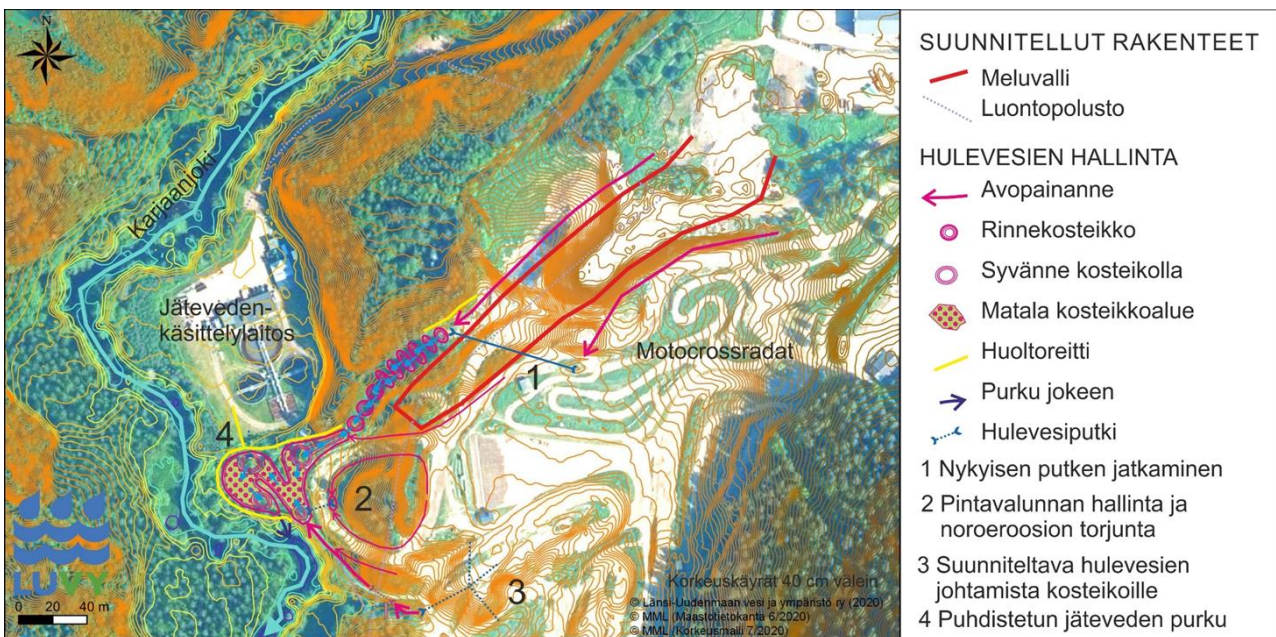 N
Karjaanjoki
Jäteveden-
käsittelylaitos
1
Motocrossradat
4
2
3
LUVY
0 20 40 m
Korkeuskäyrät 40 cm välein
© Länsi-Uudenmaan vesi ja ympäristö ry (2020)
© MML (Maastotietokanta 6/2020)
© MML (Korkeusmalli 7/2020)
SUUNNITELLUT RAKENTEET
Meluvalli
Luontopolusto
HULEVESIEN HALLINTA
Avopainanne
Rinnekosteikko
Syvänne kosteikolla
Matala kosteikkoalue
Huoltoreitti
Purku jokeen
Hulevesiputki
1 Nykyisen putken jatkaminen
2 Pintavalunnan hallinta ja
noroeroosion torjunta
3 Suunniteltava hulevesien
johtamista kosteikoille
4 Puhdistetun jäteveden purku